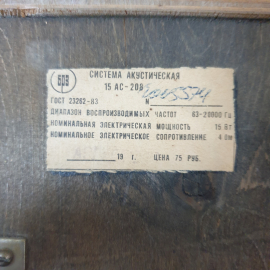 БРЗ
СИСТЕМА АКУСТИЧЕСКАЯ
15 АС-208
ГОСТ 23262-83 №
ДИАПАЗОН ВОСПРОИЗВОДИМЫХ ЧАСТОТ 63-20000 Гц
НОМИНАЛЬНАЯ ЭЛЕКТРИЧЕСКАЯ МОЩНОСТЬ 15 Вт
НОМИНАЛЬНОЕ ЭЛЕКТРИЧЕСКОЕ СОПРОТИВЛЕНИЕ 4 Ом
19 г. ЦЕНА 75 РУБ.